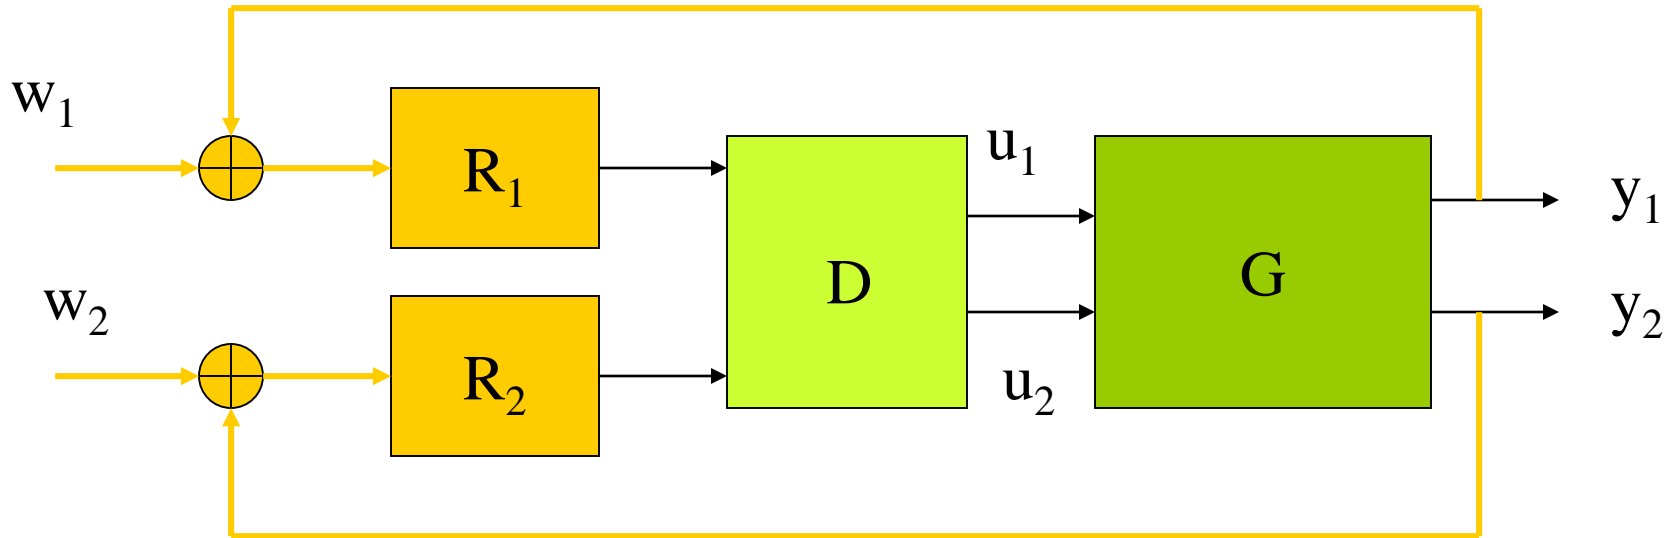 w₁
R₁
u₁
y₁
D
G
w₂
y₂
R₂
u₂